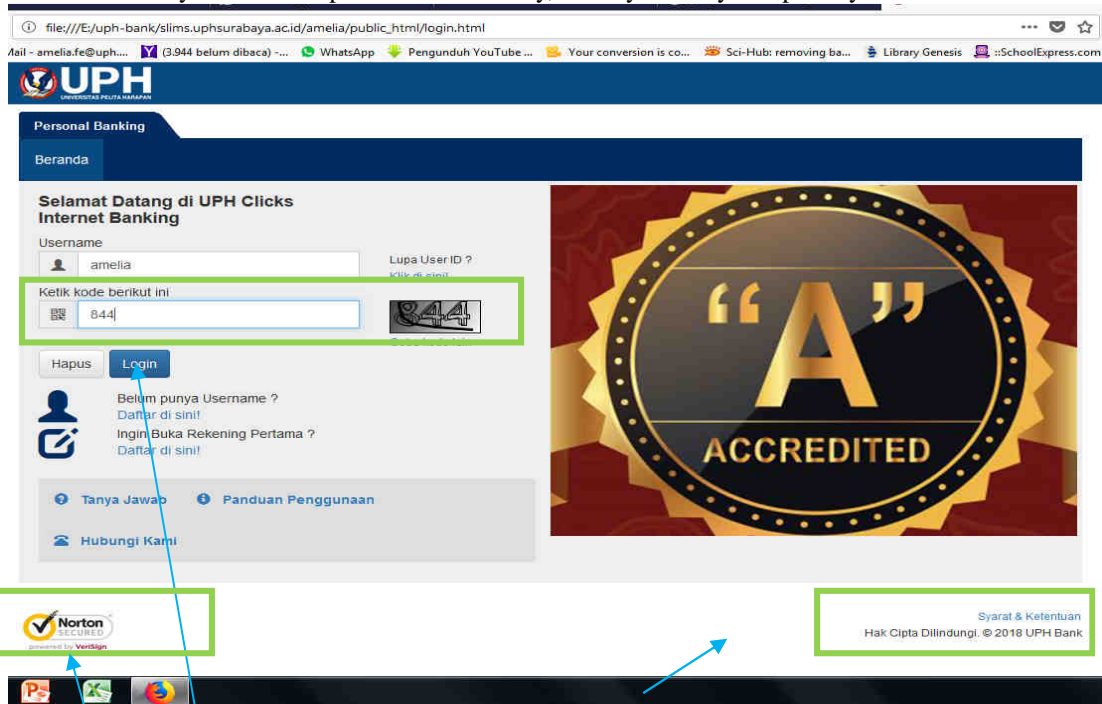 file:///E:/uph-bank/slims.uphsurabaya.ac.id/amelia/public_html/login.html
Mail - amelia.fe@uph.... (3.944 belum dibaca) -... WhatsApp Pengunduh YouTube ... Your conversion is co... Sci-Hub: removing ba... Library Genesis ::SchoolExpress.com
UPH
UNIVERSITAS PELITA HARAPAN
Personal Banking
Beranda
Selamat Datang di UPH Clicks
Internet Banking
Username
amelia
Lupa User ID ?
Klik di sini!
Ketik kode berikut ini
844
844
Hapus Login
Belum punya Username ?
Daftar di sini!
Ingin Buka Rekening Pertama ?
Daftar di sini!
Tanya Jawab Panduan Penggunaan
Hubungi Kami
“A”
ACCREDITED
Norton
SECURED
powered by VeriSign
Syarat & Ketentuan
Hak Cipta Dilindungi. © 2018 UPH Bank